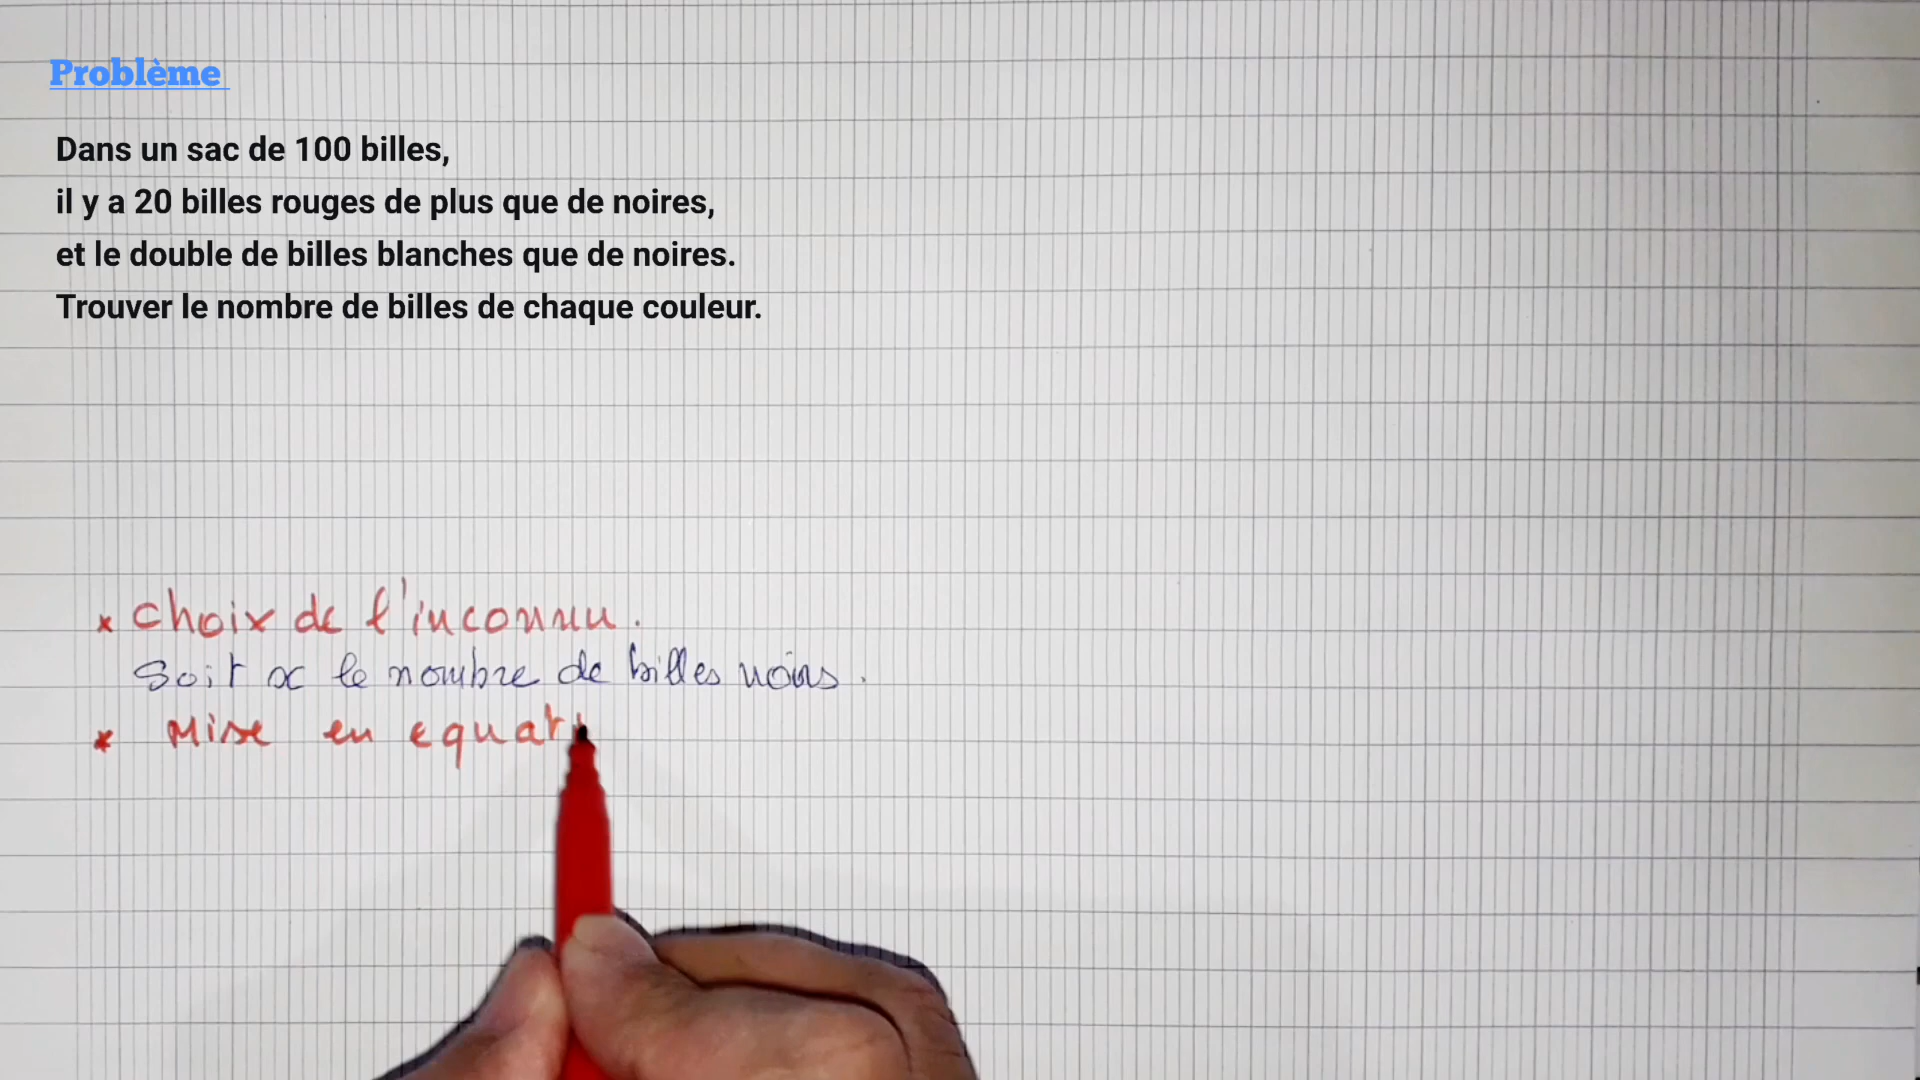 Problème
Dans un sac de 100 billes,
il y a 20 billes rouges de plus que de noires,
et le double de billes blanches que de noires.
Trouver le nombre de billes de chaque couleur.
* Choix de l'inconnu.
Soit x le nombre de billes noirs.
* Mise en equati